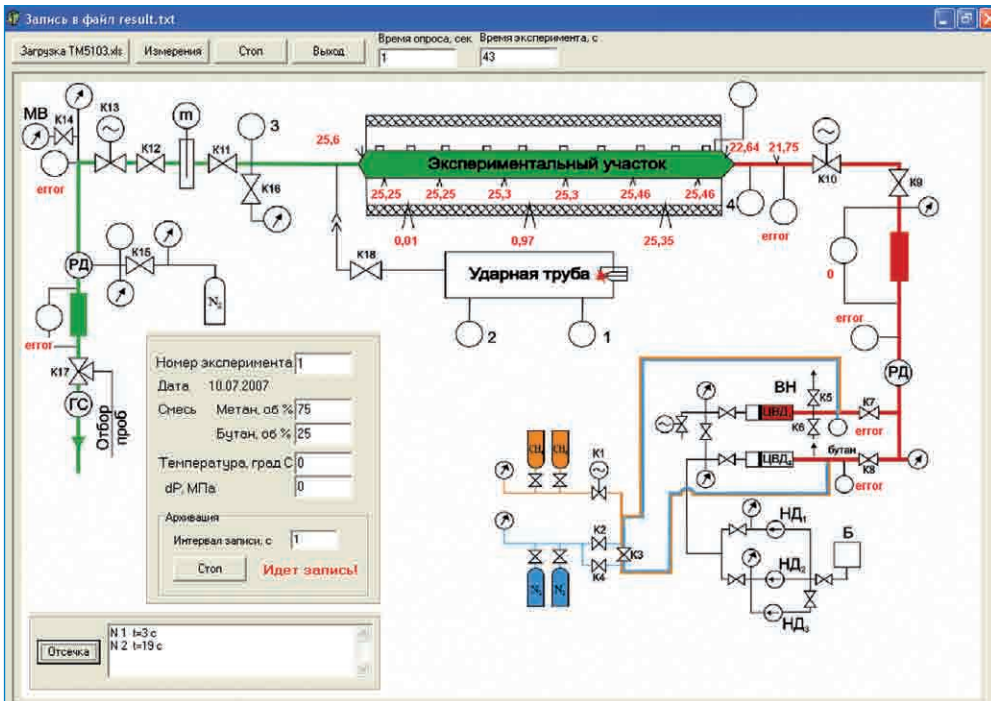 Запись в файл result.txt
Загрузка TM5103.xls
Измерения
Стоп
Выход
Время опроса, сек
1
Время эксперимента, с
43
МВ
К14
К13
К12
m
К11
3
К16
error
25,6
Экспериментальный участок
25,25
25,25
25,3
25,3
25,46
25,46
0,01
0,97
25,35
22,64
21,75
4
error
К10
К9
0
error
РД
К15
N2
error
К17
ГС
Отбор
проб
К18
Ударная труба
2
1
РД
ВН
К5
ЦВД
К6
К7
error
бутан
ЦВД
К8
error
CH4
CH4
К1
К2
К3
К4
N2
N2
НД1
НД2
НД3
Б
Номер эксперимента 1
Дата 10.07.2007
Смесь Метан, об % 75
Бутан, об % 25
Температура, град С 0
dP, МПа 0
Архивация
Интервал записи, с 1
Стоп Идет запись!
Отсечка
N 1 t=3 с
N 2 t=19 с